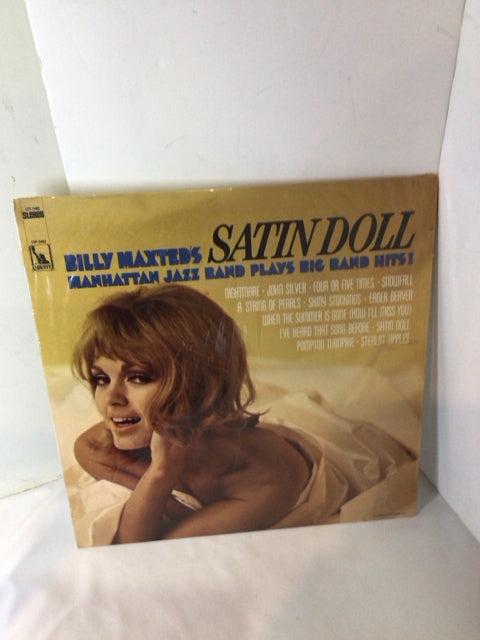 STEREO
LIBERTY
SATIN DOLL
BILLY MAXTED'S
MANHATTAN JAZZ BAND PLAYS BIG BAND HITS!
NIGHTMARE · JOHN SILVER · FOUR OR FIVE TIMES · SNOWFALL
A STRING OF PEARLS · SKINY STOCKINGS · EAGER BEAVER
WHEN THE SUMMER IS GONE (HOW I'LL MISS YOU)
I'VE HEARD THAT SONG BEFORE · SATIN DOLL
POMPTON TURNPIKE · STEALIN' APPLES